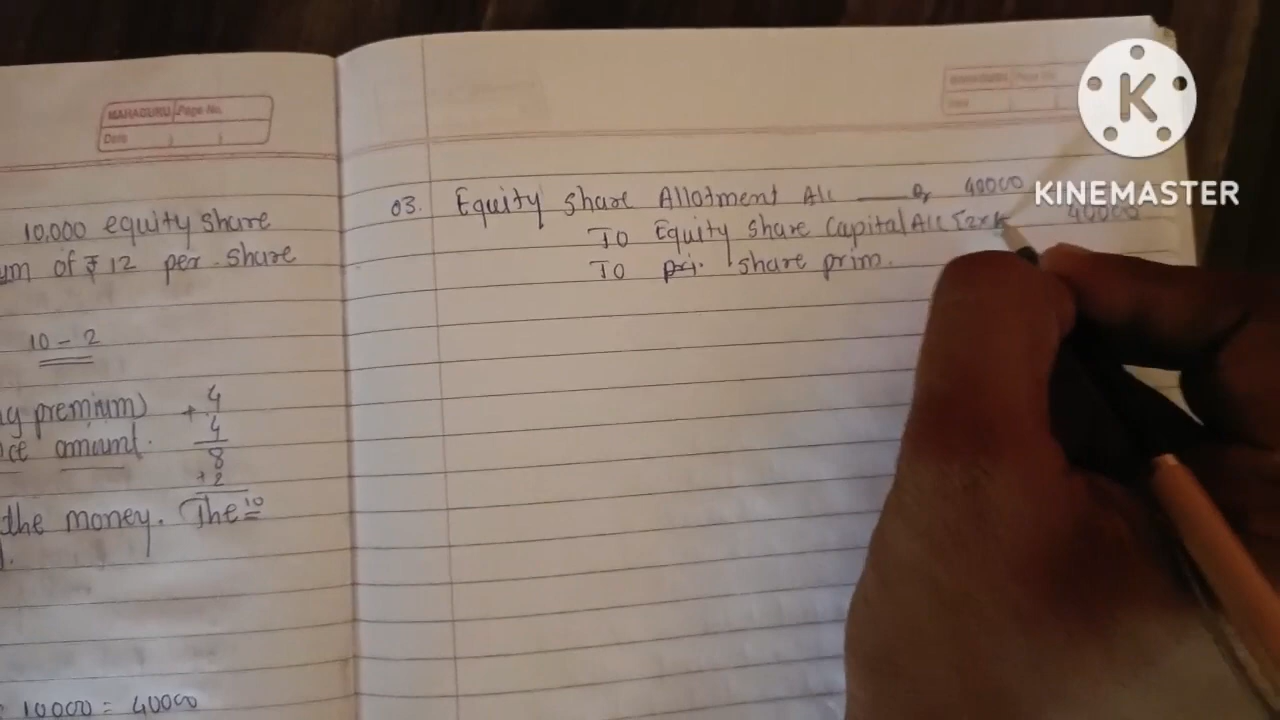 MAHAGURU Page No.
Date
10,000 equity share
um of ₹ 12 per share
10 - 2
g premium)
ce amount.
+ 4
4
8
+ 2
10
the money. The
10000 = 40000
K
KINEMASTER
03. Equity Share Allotment A/c Dr 40000
To Equity Share Capital A/c [2x 40000
To pri. share prim.